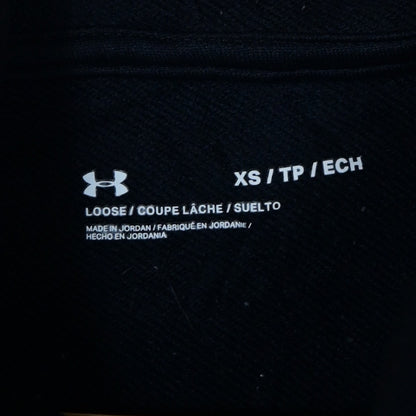 XS / TP / ECH
LOOSE / COUPE LÂCHE / SUELTO
MADE IN JORDAN / FABRIQUÉ EN JORDANIE /
HECHO EN JORDANIA